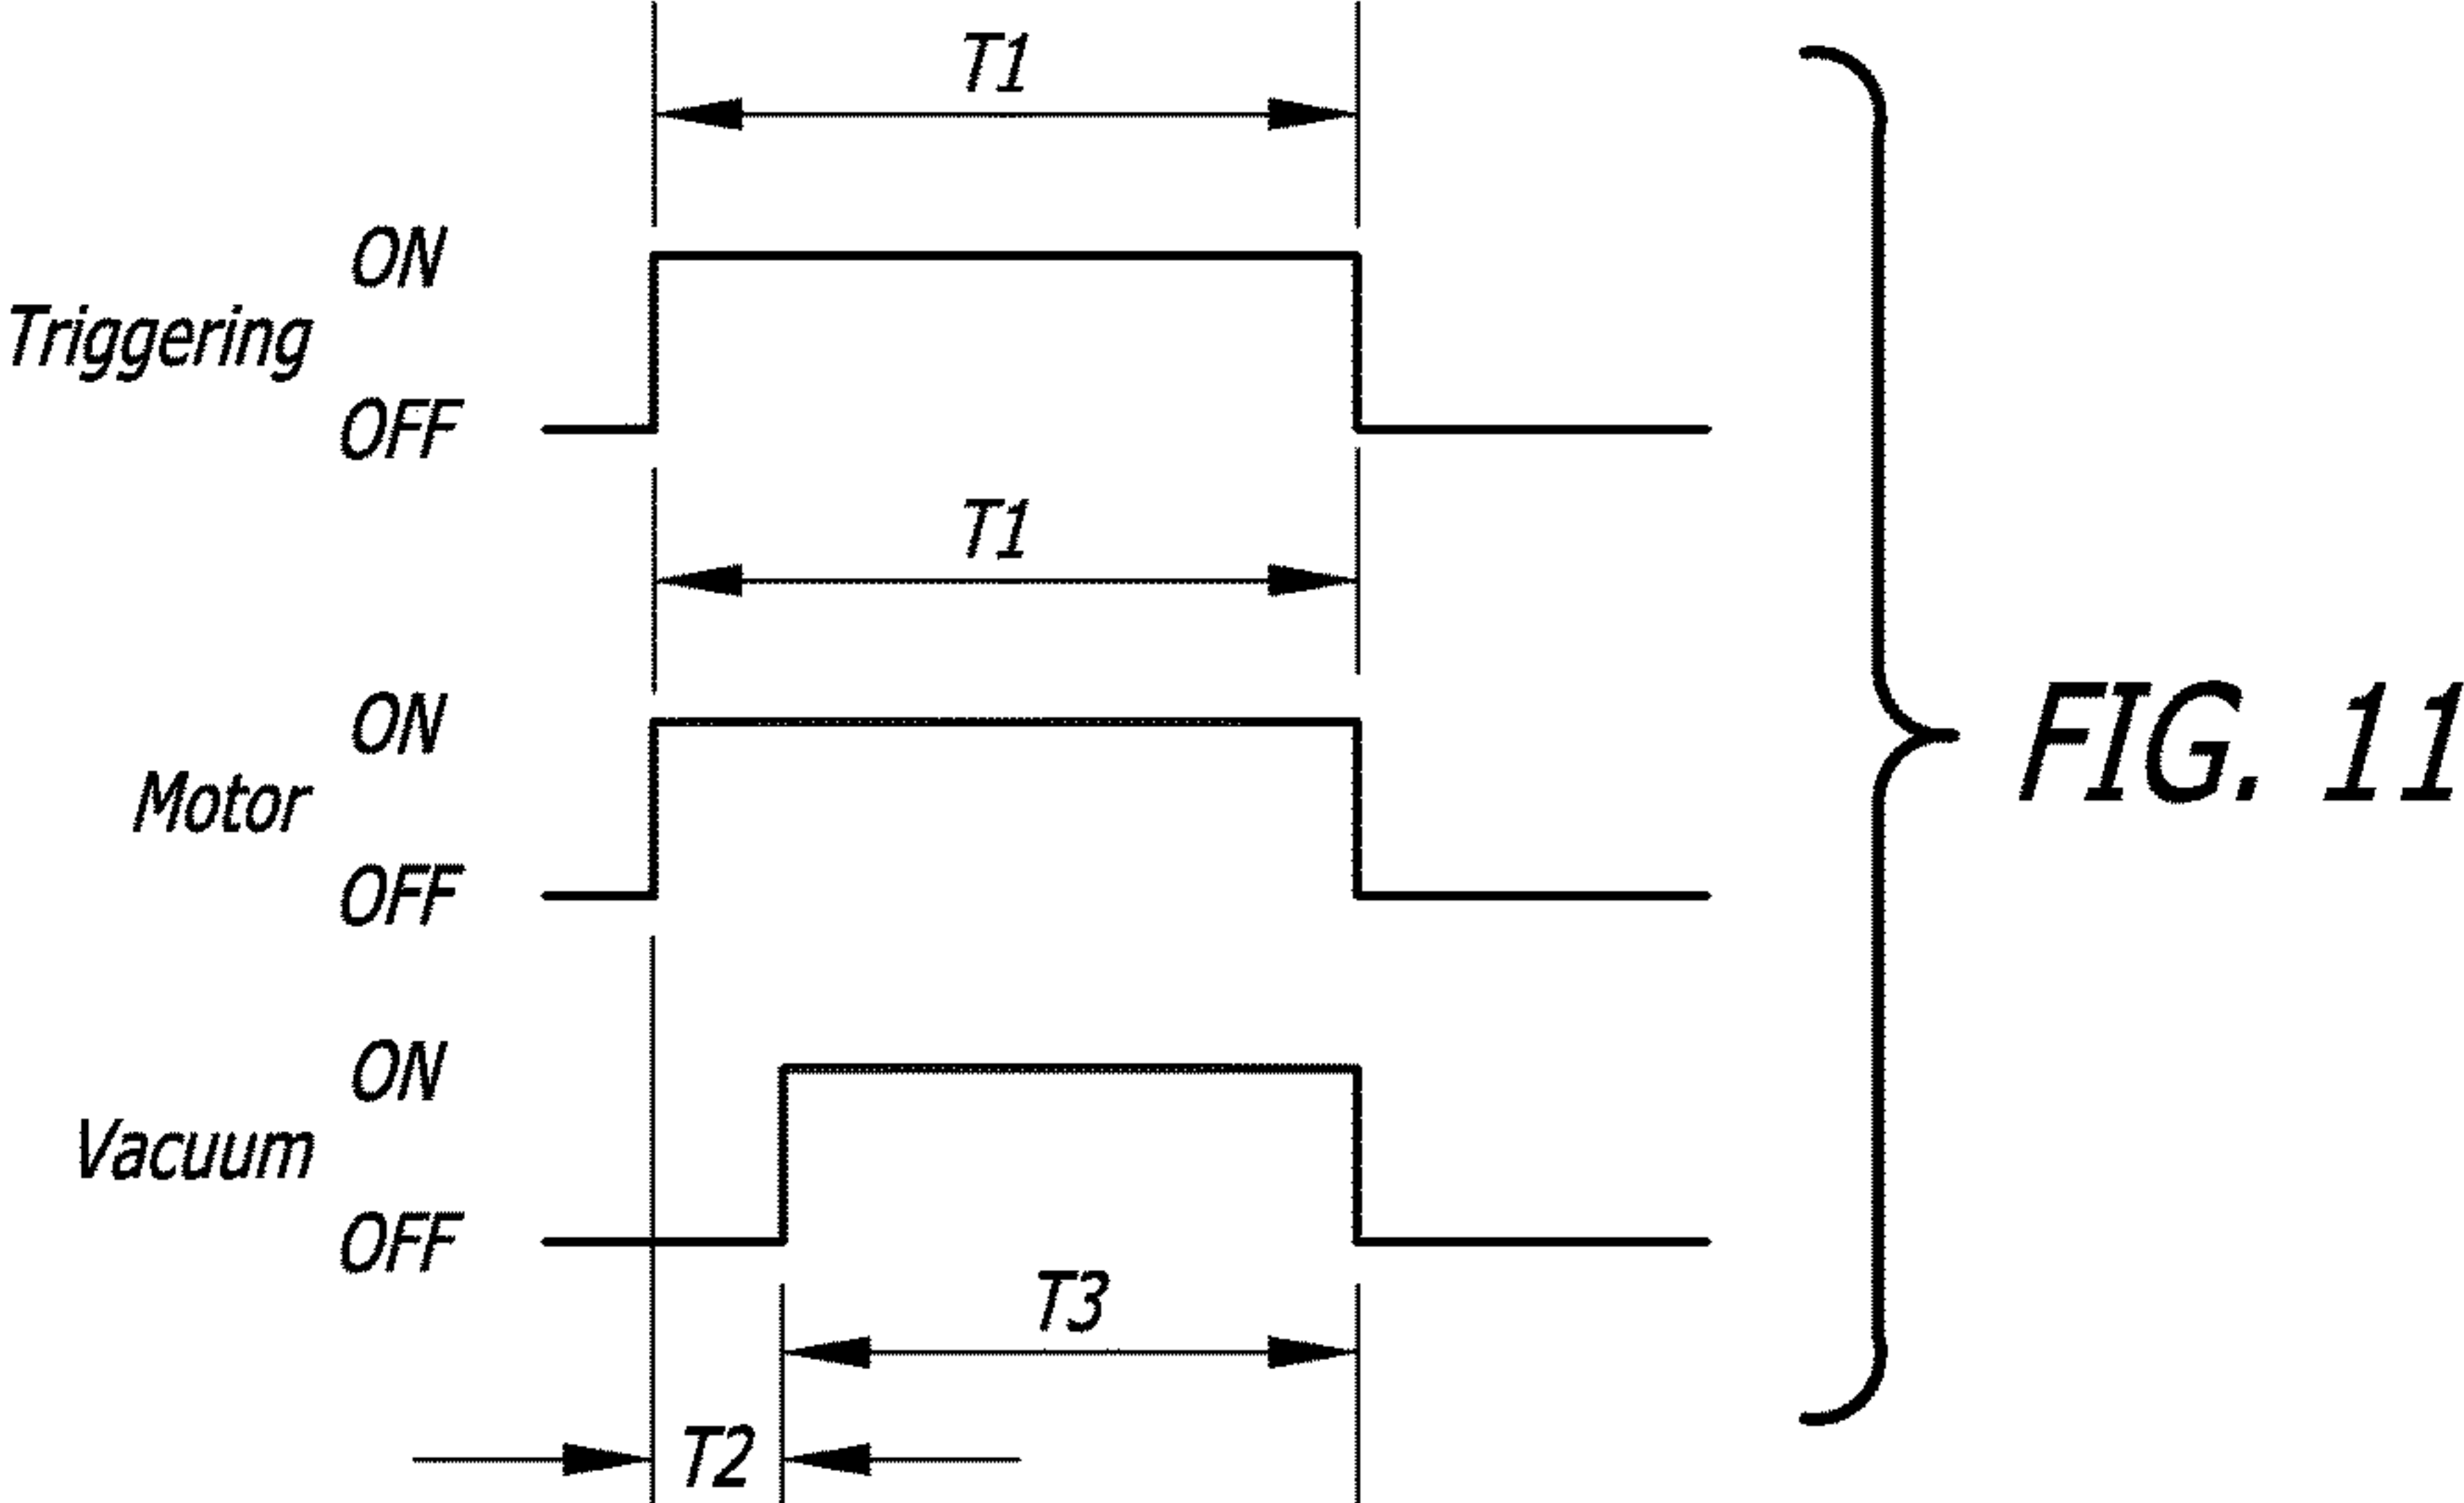 T1
ON
Triggering
OFF
T1
ON
Motor
OFF
FIG. 11
ON
Vacuum
OFF
T3
T2